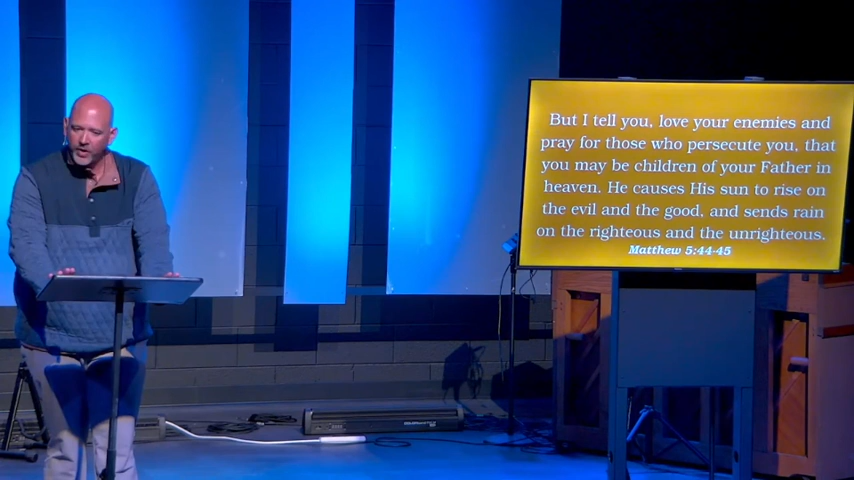 But I tell you, love your enemies and
pray for those who persecute you, that
you may be children of your Father in
heaven. He causes His sun to rise on
the evil and the good, and sends rain
on the righteous and the unrighteous.
Matthew 5:44-45